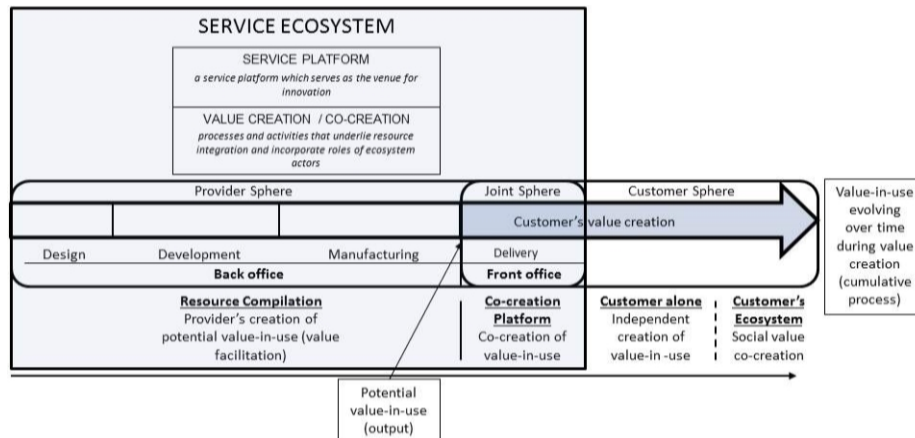 SERVICE ECOSYSTEM
SERVICE PLATFORM
a service platform which serves as the venue for
innovation
VALUE CREATION / CO-CREATION
processes and activities that underlie resource
integration and incorporate roles of ecosystem
actors
Provider Sphere
Joint Sphere
Customer Sphere
Customer's value creation
Value-in-use
evolving
over time
during value
creation
(cumulative
process)
Design
Development
Manufacturing
Delivery
Back office
Front office
Resource Compilation
Provider's creation of
potential value-in-use (value
facilitation)
Co-creation
Platform
Co-creation of
value-in-use
Customer alone
Independent
creation of
value-in -use
Customer's
Ecosystem
Social value
co-creation
Potential
value-in-use
(output)